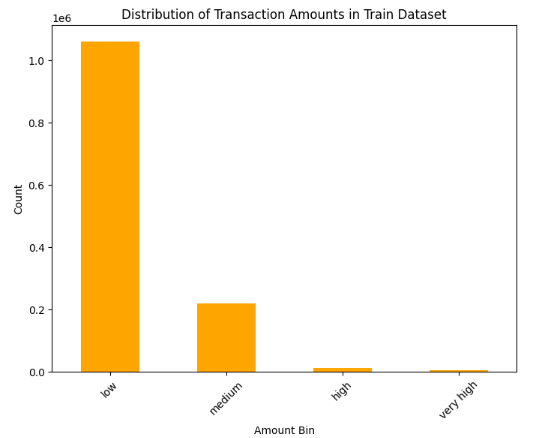 Distribution of Transaction Amounts in Train Dataset
1e6
1.0
0.8
0.6
0.4
0.2
0.0
Count
low
medium
high
very high
Amount Bin